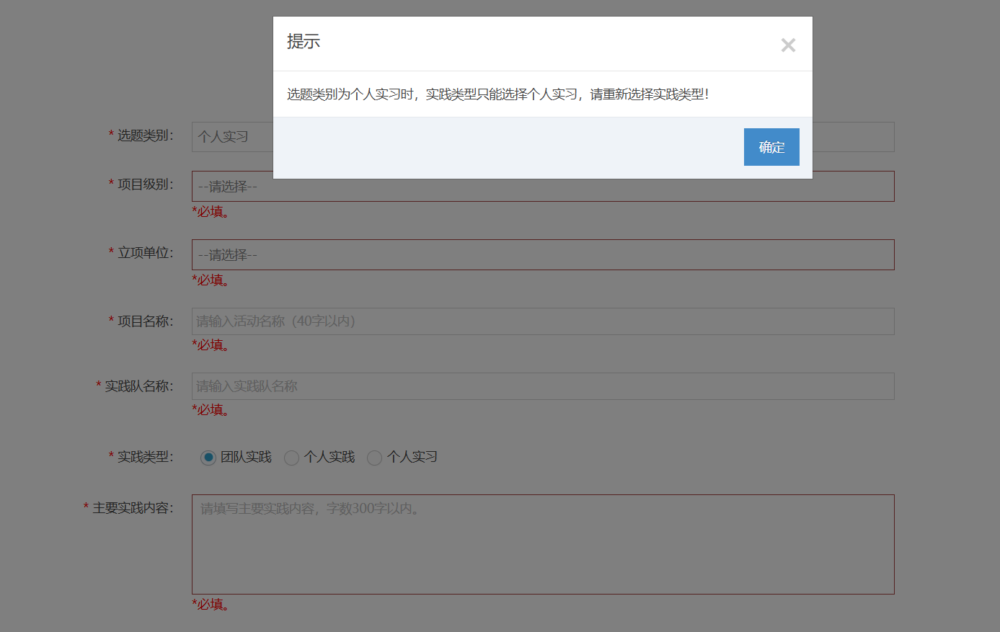 提示
选题类别为个人实习时，实践类型只能选择个人实习，请重新选择实践类型！
确定
* 选题类别： 个人实习
* 项目级别： --请选择--
*必填。
* 立项单位： --请选择--
*必填。
* 项目名称： 请输入活动名称（40字以内）
*必填。
* 实践队名称： 请输入实践队名称
*必填。
* 实践类型： 团队实践 个人实践 个人实习
* 主要实践内容： 请填写主要实践内容，字数300字以内。
*必填。